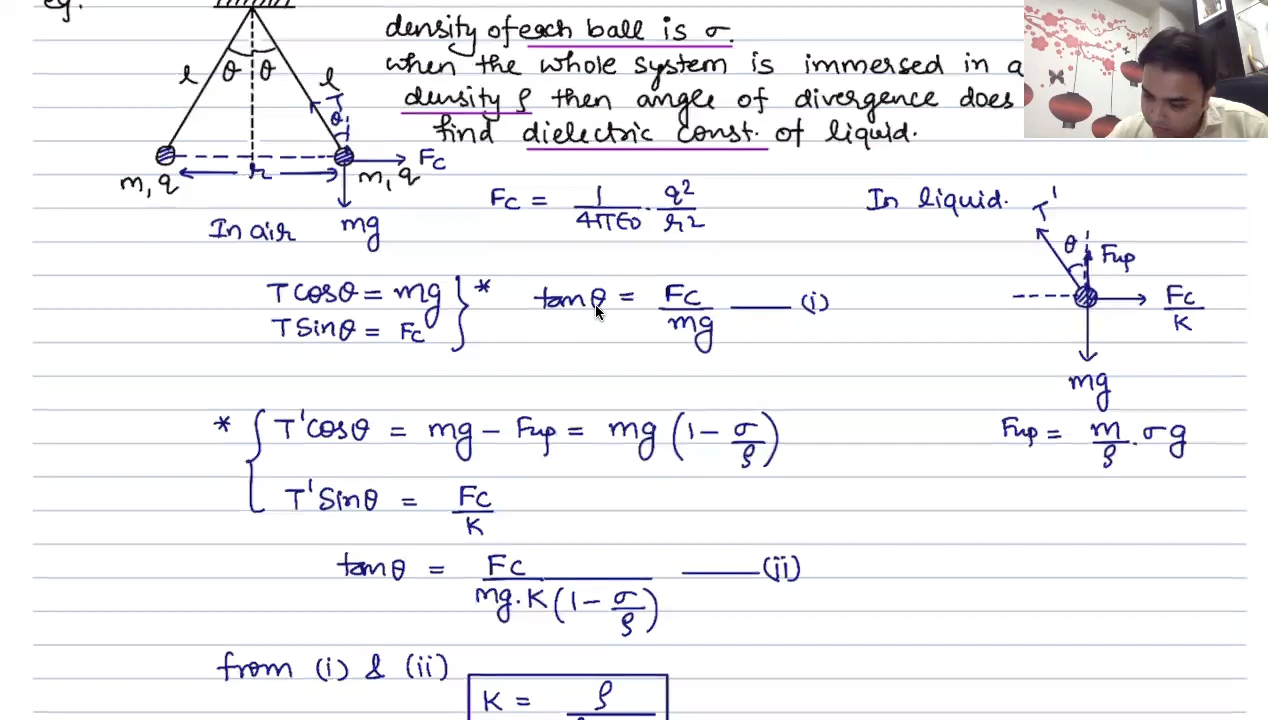 eg.
density of each ball is σ.
when the whole system is immersed in a
density ρ then angle of divergence does
find dielectric const. of liquid.
l θ θ l
T
θ
r
Fc
m, q m, q
mg
In air
Fc = 1/4πε0 · q²/r²
In liquid.
T'
θ
Fup
Fc/K
mg
Tcosθ = mg
TSinθ = Fc
} * tanθ = Fc/mg —— (i)
* { T'cosθ = mg – Fup = mg (1 – σ/ρ)
Fup = m/ρ · σg
T'Sinθ = Fc/K
tanθ = Fc/mg·K(1 – σ/ρ) —— (ii)
from (i) & (ii)
K = ρ